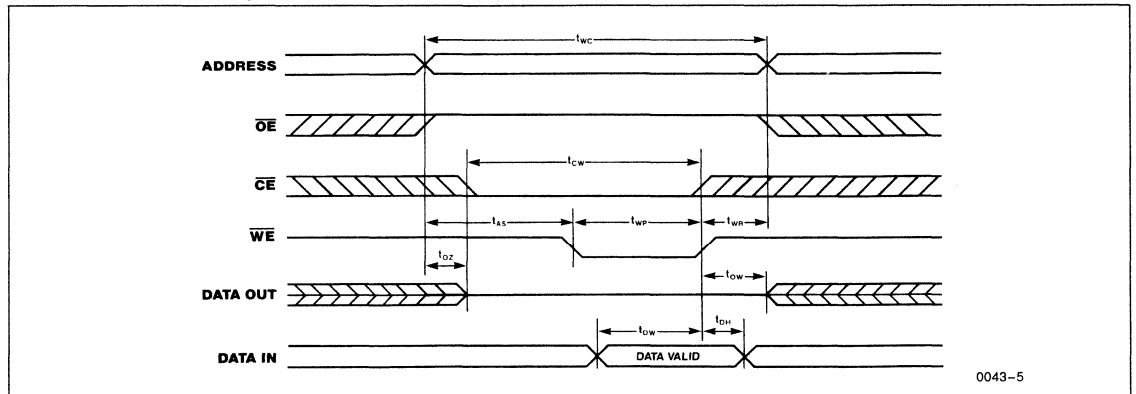 tWC
ADDRESS
OE
tCW
CE
tAS tWP tWR
WE
tOZ
tOW
DATA OUT
tDW tDH
DATA IN DATA VALID
0043-5